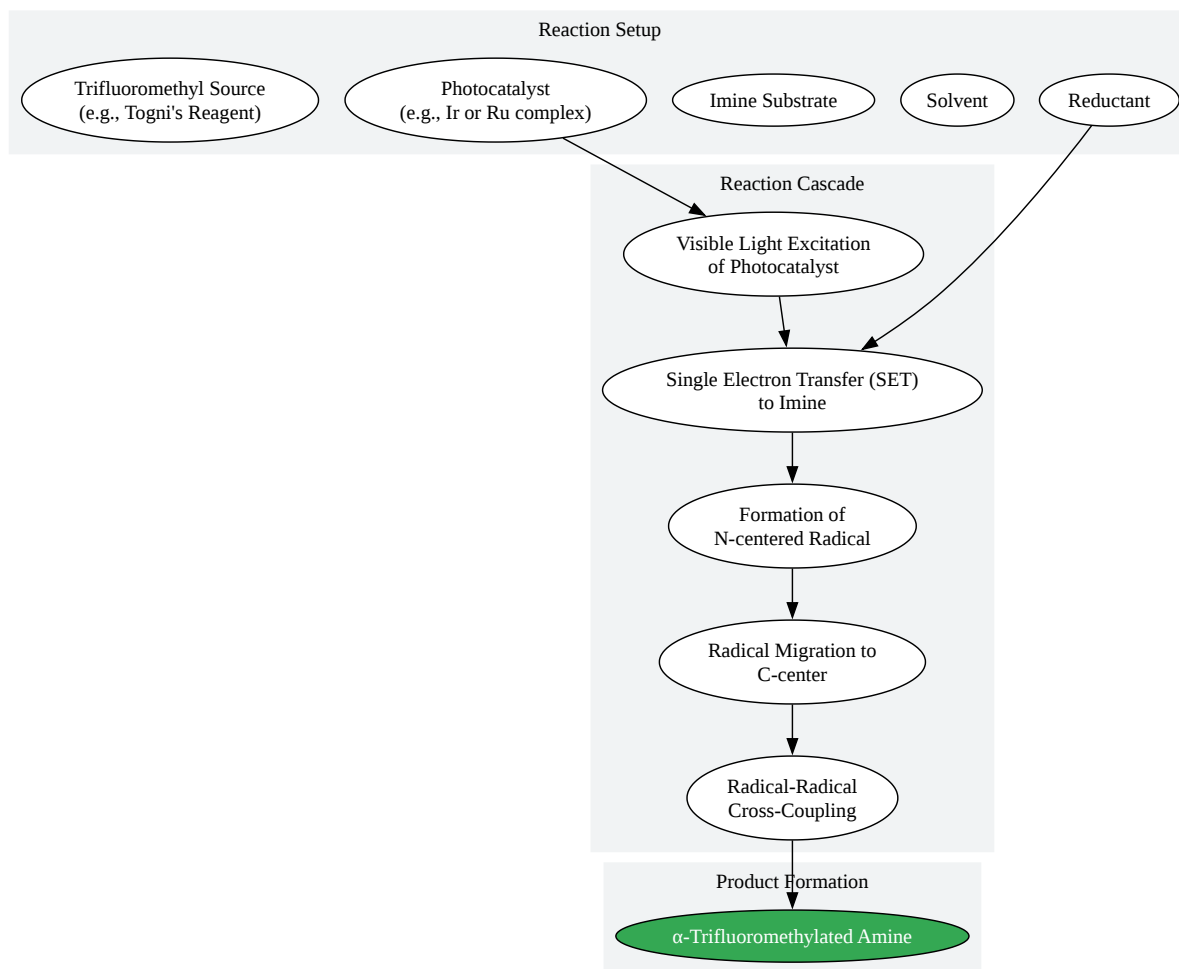 Reaction Setup
Trifluoromethyl Source
(e.g., Togni's Reagent)
Photocatalyst
(e.g., Ir or Ru complex)
Imine Substrate
Solvent
Reductant
Reaction Cascade
Visible Light Excitation
of Photocatalyst
Single Electron Transfer (SET)
to Imine
Formation of
N-centered Radical
Radical Migration to
C-center
Radical-Radical
Cross-Coupling
Product Formation
α-Trifluoromethylated Amine